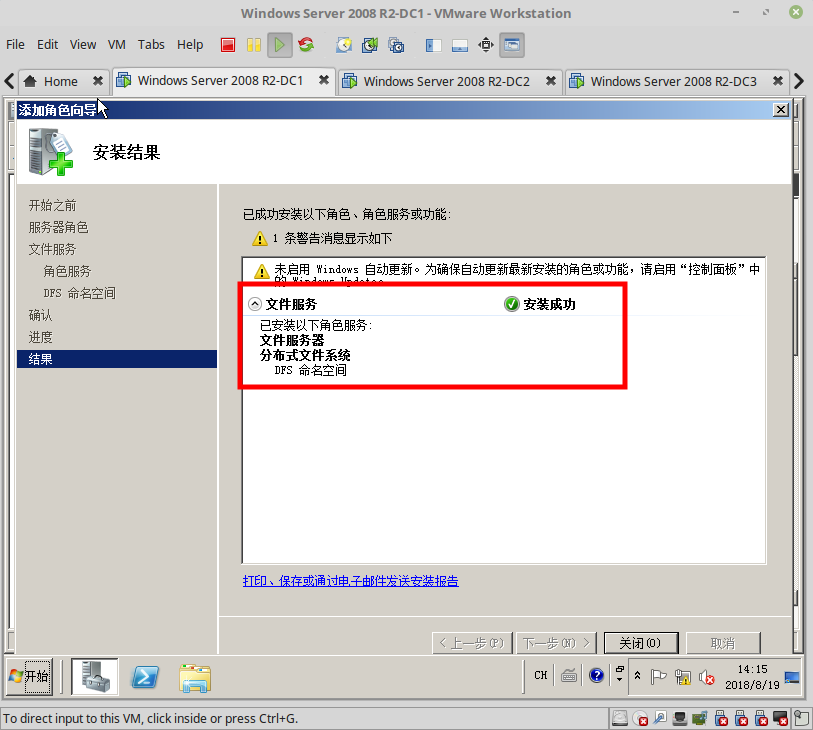 Windows Server 2008 R2-DC1 - VMware Workstation
File Edit View VM Tabs Help
Home Windows Server 2008 R2-DC1 Windows Server 2008 R2-DC2 Windows Server 2008 R2-DC3
添加角色向导
安装结果
开始之前
服务器角色
文件服务
角色服务
DFS 命名空间
确认
进度
结果
已成功安装以下角色、角色服务或功能:
1 条警告消息显示如下
未启用 Windows 自动更新。为确保自动更新最新安装的角色或功能，请启用“控制面板”中
的 Windows Update。
文件服务 安装成功
已安装以下角色服务:
文件服务器
分布式文件系统
DFS 命名空间
打印、保存或通过电子邮件发送安装报告
< 上一步(P) 下一步(N) > 关闭(O) 取消
开始 CH 14:15
2018/8/19
To direct input to this VM, click inside or press Ctrl+G.